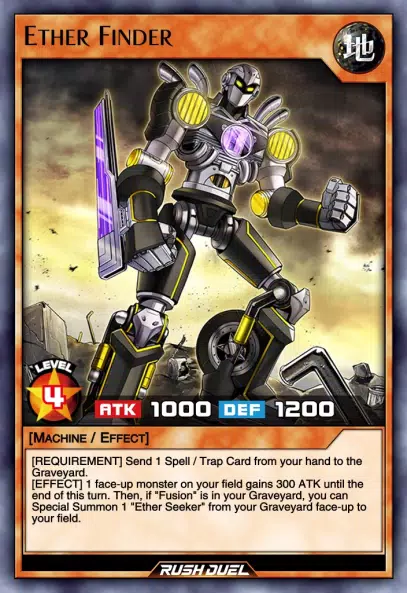 Ether Finder
地
LEVEL
4
ATK 1000 DEF 1200
[Machine / Effect]
[REQUIREMENT] Send 1 Spell / Trap Card from your hand to the
Graveyard.
[EFFECT] 1 face-up monster on your field gains 300 ATK until the
end of this turn. Then, if "Fusion" is in your Graveyard, you can
Special Summon 1 "Ether Seeker" from your Graveyard face-up to
your field.
RUSH DUEL